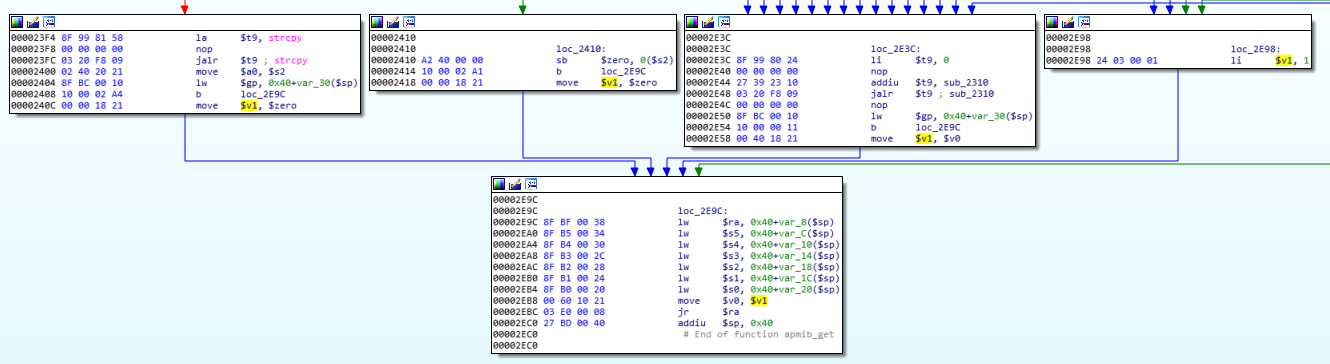 000023F4 8F 99 81 58 la $t9, strcpy
000023F8 00 00 00 00 nop
000023FC 03 20 F8 09 jalr $t9 ; strcpy
00002400 02 40 20 21 move $a0, $s2
00002404 8F BC 00 10 lw $gp, 0x40+var_30($sp)
00002408 10 00 02 A4 b loc_2E9C
0000240C 00 00 18 21 move $v1, $zero
00002410
00002410 loc_2410:
00002410 A2 40 00 00 sb $zero, 0($s2)
00002414 10 00 02 A1 b loc_2E9C
00002418 00 00 18 21 move $v1, $zero
00002E3C
00002E3C loc_2E3C:
00002E3C 8F 99 80 24 li $t9, 0
00002E40 00 00 00 00 nop
00002E44 27 39 23 10 addiu $t9, sub_2310
00002E48 03 20 F8 09 jalr $t9 ; sub_2310
00002E4C 00 00 00 00 nop
00002E50 8F BC 00 10 lw $gp, 0x40+var_30($sp)
00002E54 10 00 00 11 b loc_2E9C
00002E58 00 40 18 21 move $v1, $v0
00002E98
00002E98 loc_2E98:
00002E98 24 03 00 01 li $v1, 1
00002E9C
00002E9C loc_2E9C:
00002E9C 8F BF 00 38 lw $ra, 0x40+var_8($sp)
00002EA0 8F B5 00 34 lw $s5, 0x40+var_C($sp)
00002EA4 8F B4 00 30 lw $s4, 0x40+var_10($sp)
00002EA8 8F B3 00 2C lw $s3, 0x40+var_14($sp)
00002EAC 8F B2 00 28 lw $s2, 0x40+var_18($sp)
00002EB0 8F B1 00 24 lw $s1, 0x40+var_1C($sp)
00002EB4 8F B0 00 20 lw $s0, 0x40+var_20($sp)
00002EB8 00 60 10 21 move $v0, $v1
00002EBC 03 E0 00 08 jr $ra
00002EC0 27 BD 00 40 addiu $sp, 0x40
00002EC0 # End of function apmib_get
00002EC0